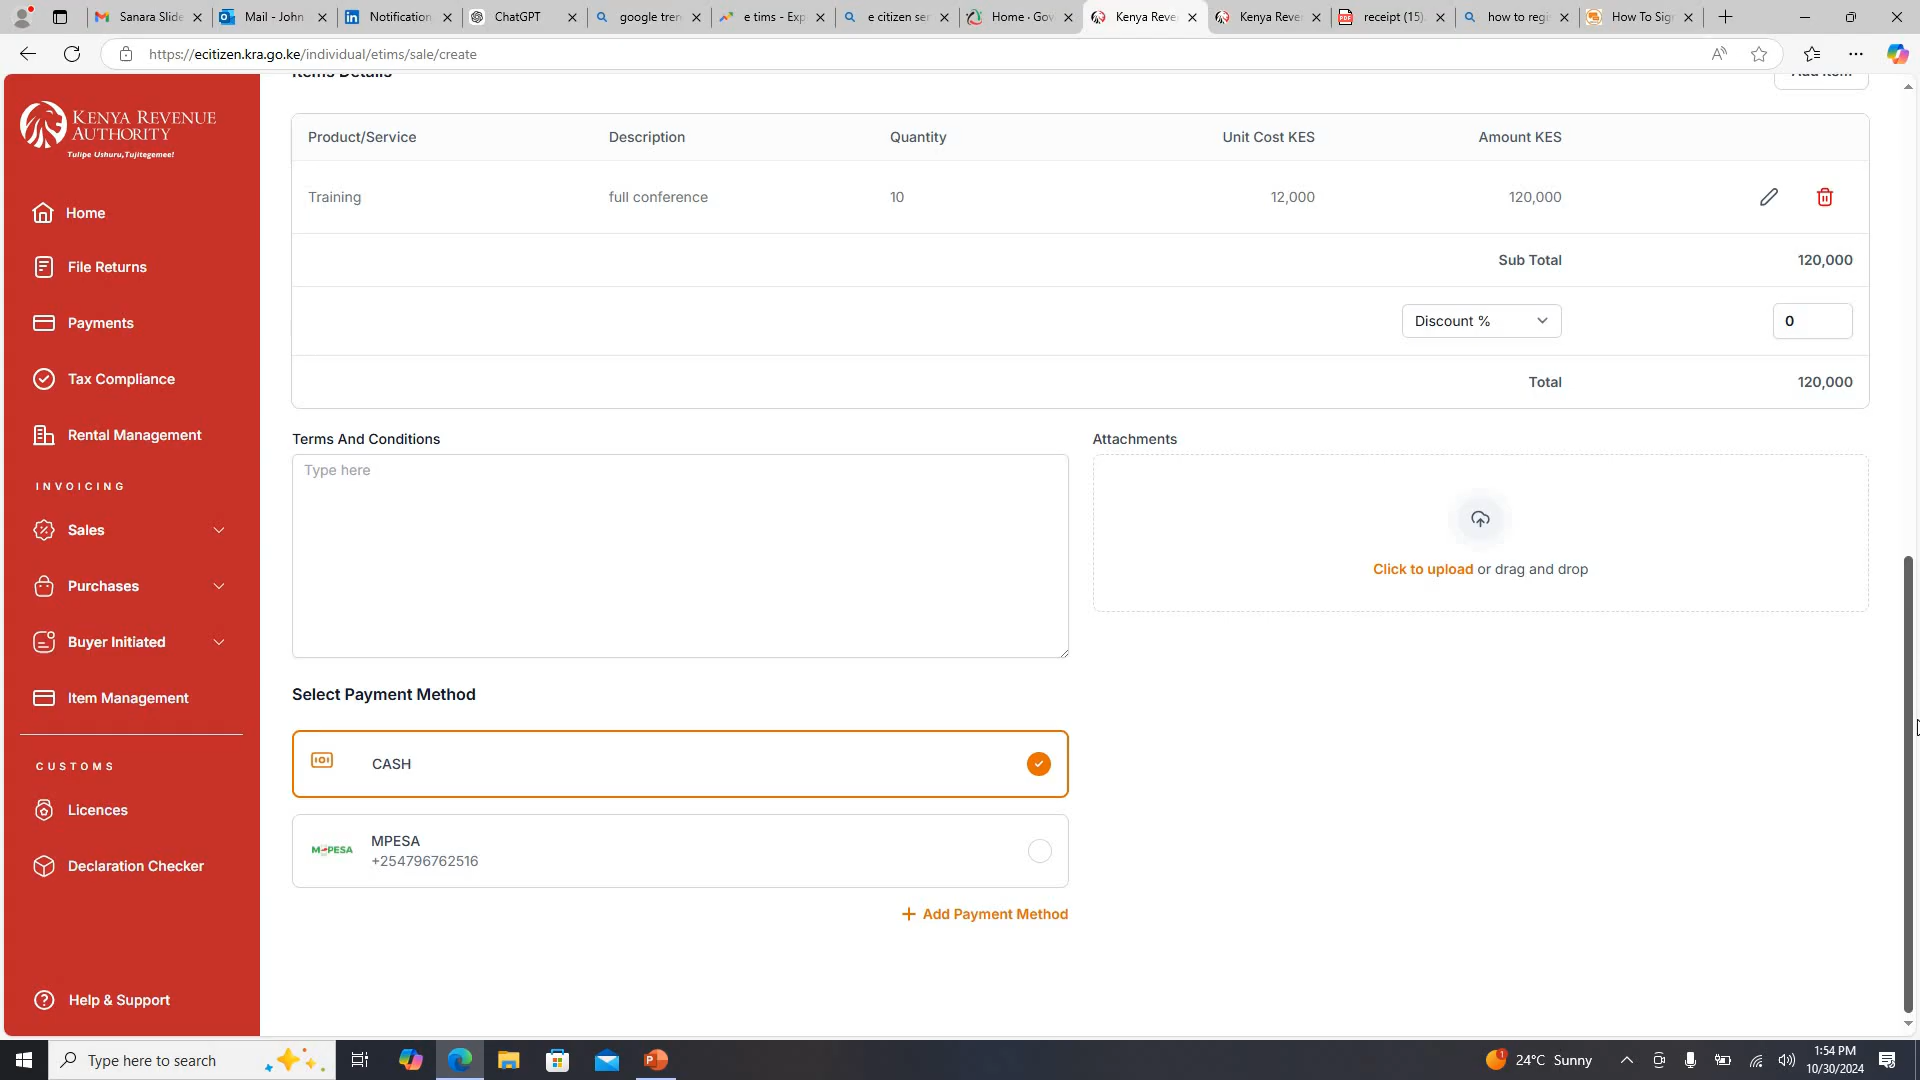 Sanara Slide
Mail - John
Notification
ChatGPT
google tren
e tims - Exp
e citizen ser
Home - Gov
Kenya Reve
Kenya Reve
receipt (15)
how to regi
How To Sig
https://ecitizen.kra.go.ke/individual/etims/sale/create
KENYA REVENUE
AUTHORITY
Tulipe Ushuru, Tujitegemee!
Home
File Returns
Payments
Tax Compliance
Rental Management
INVOICING
Sales
Purchases
Buyer Initiated
Item Management
CUSTOMS
Licences
Declaration Checker
Help & Support
Items Details
Add Item
Product/Service Description Quantity Unit Cost KES Amount KES
Training full conference 10 12,000 120,000
Sub Total 120,000
Discount % 0
Total 120,000
Terms And Conditions
Type here
Attachments
Click to upload or drag and drop
Select Payment Method
CASH
M-PESA
MPESA
+254796762516
+ Add Payment Method
Type here to search
24°C Sunny
1:54 PM
10/30/2024